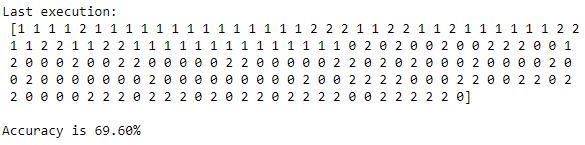 Last execution:
[1 1 1 1 2 1 1 1 1 1 1 1 1 1 1 1 1 1 1 2 2 2 1 1 2 2 1 1 2 1 1 1 1 1 1 2 2
1 1 2 2 1 1 2 2 1 1 1 1 1 1 1 1 1 1 1 1 1 1 0 2 0 2 0 0 2 0 0 2 2 2 0 0 1
2 0 0 0 2 0 0 2 2 0 0 0 0 0 2 2 0 0 0 0 0 2 2 0 2 0 2 0 0 0 2 0 0 0 0 2 0
0 2 0 0 0 0 0 0 0 2 0 0 0 0 0 0 0 0 0 2 0 0 2 2 2 2 0 0 0 2 2 0 0 2 2 0 2
2 0 0 0 0 2 2 2 0 2 2 2 0 2 0 2 2 0 2 2 2 2 0 0 2 2 2 2 2 0]
Accuracy is 69.60%